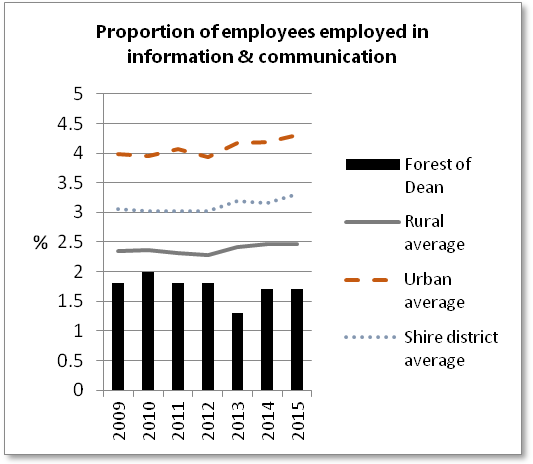 Proportion of employees employed in
information & communication
5
4.5
4
3.5
3
2.5
2
1.5
1
0.5
0
%
2009
2010
2011
2012
2013
2014
2015
Forest of
Dean
Rural
average
Urban
average
Shire district
average